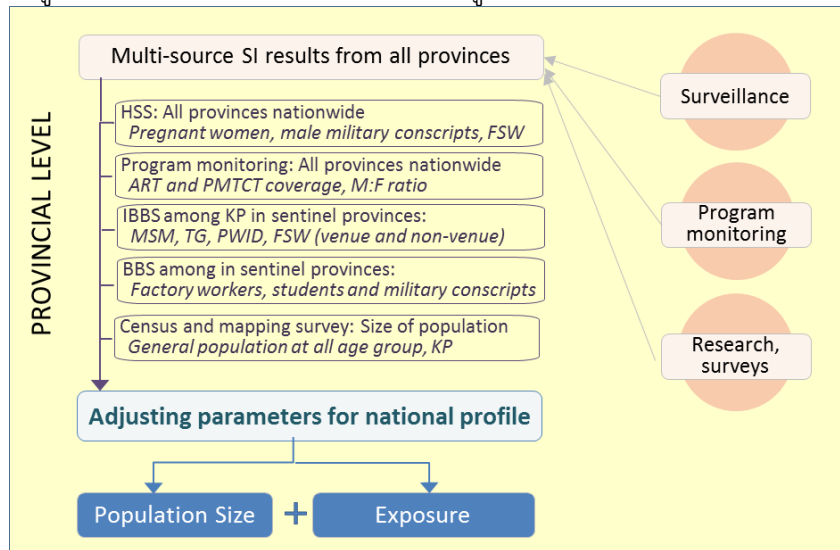 Multi-source SI results from all provinces
PROVINCIAL LEVEL
HSS: All provinces nationwide
Pregnant women, male military conscripts, FSW
Program monitoring: All provinces nationwide
ART and PMTCT coverage, M:F ratio
IBBS among KP in sentinel provinces:
MSM, TG, PWID, FSW (venue and non-venue)
BBS among in sentinel provinces:
Factory workers, students and military conscripts
Census and mapping survey: Size of population
General population at all age group, KP
Adjusting parameters for national profile
Population Size + Exposure
Surveillance
Program
monitoring
Research,
surveys